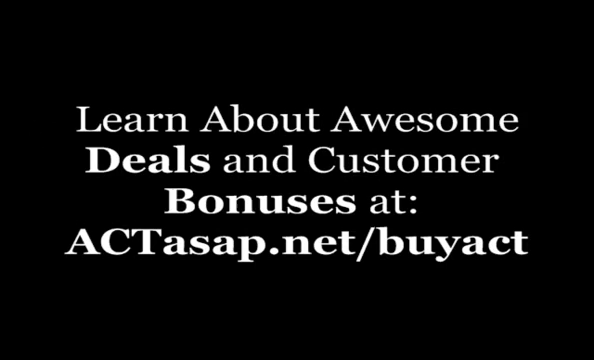 Learn About Awesome
Deals and Customer
Bonuses at:
ACTasap.net/buyact